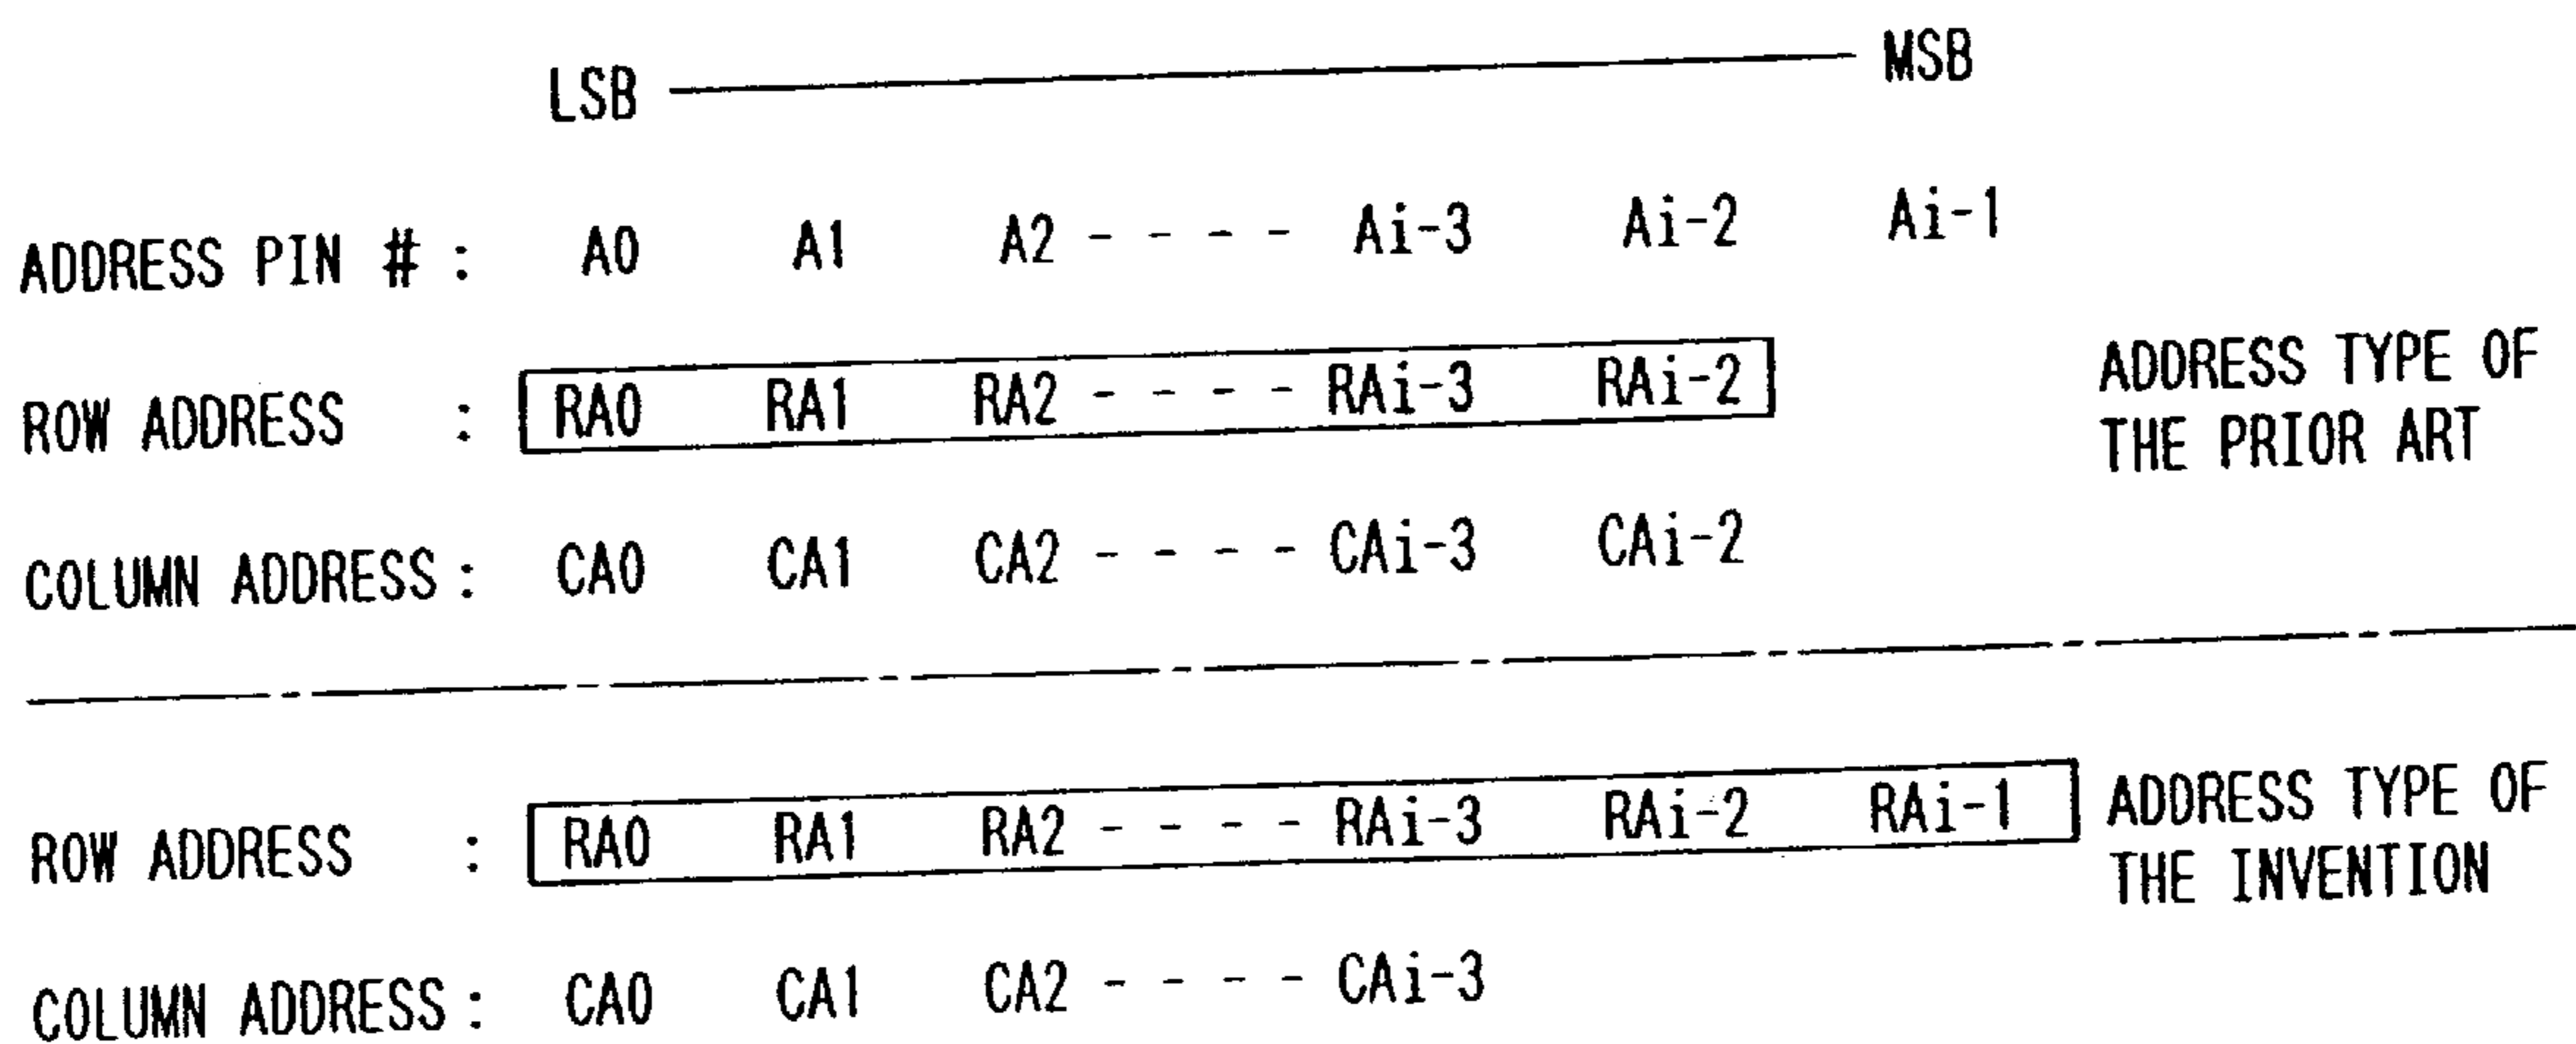 LSB MSB
ADDRESS PIN # : A0 A1 A2 - - - - Ai-3 Ai-2 Ai-1
ROW ADDRESS : RA0 RA1 RA2 - - - - RAi-3 RAi-2
ADDRESS TYPE OF
THE PRIOR ART
COLUMN ADDRESS : CA0 CA1 CA2 - - - - CAi-3 CAi-2
ROW ADDRESS : RA0 RA1 RA2 - - - - RAi-3 RAi-2 RAi-1
ADDRESS TYPE OF
THE INVENTION
COLUMN ADDRESS : CA0 CA1 CA2 - - - - CAi-3